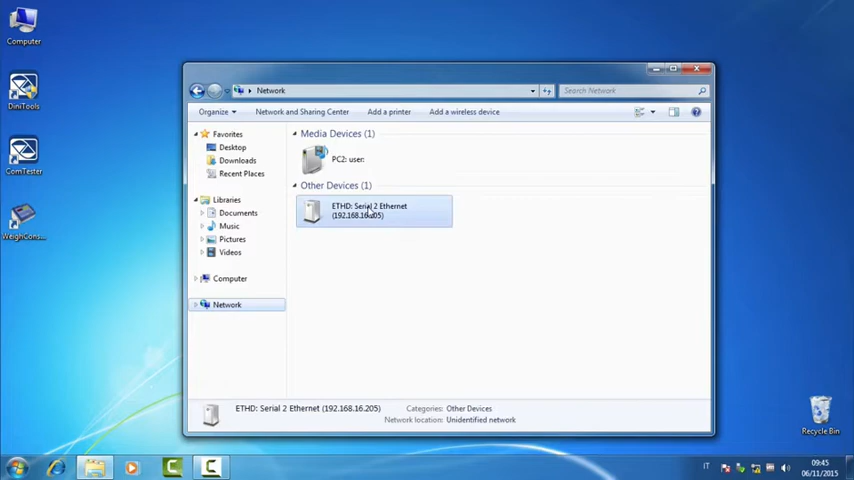 Computer
DiniTools
ComTester
WeighCons...
Network
Search Network
Organize
Network and Sharing Center
Add a printer
Add a wireless device
Favorites
Desktop
Downloads
Recent Places
Libraries
Documents
Music
Pictures
Videos
Computer
Network
Media Devices (1)
PC2: user:
Other Devices (1)
ETHD: Serial 2 Ethernet
(192.168.16.205)
ETHD: Serial 2 Ethernet (192.168.16.205)
Categories: Other Devices
Network location: Unidentified network
Recycle Bin
IT
09:45
06/11/2015